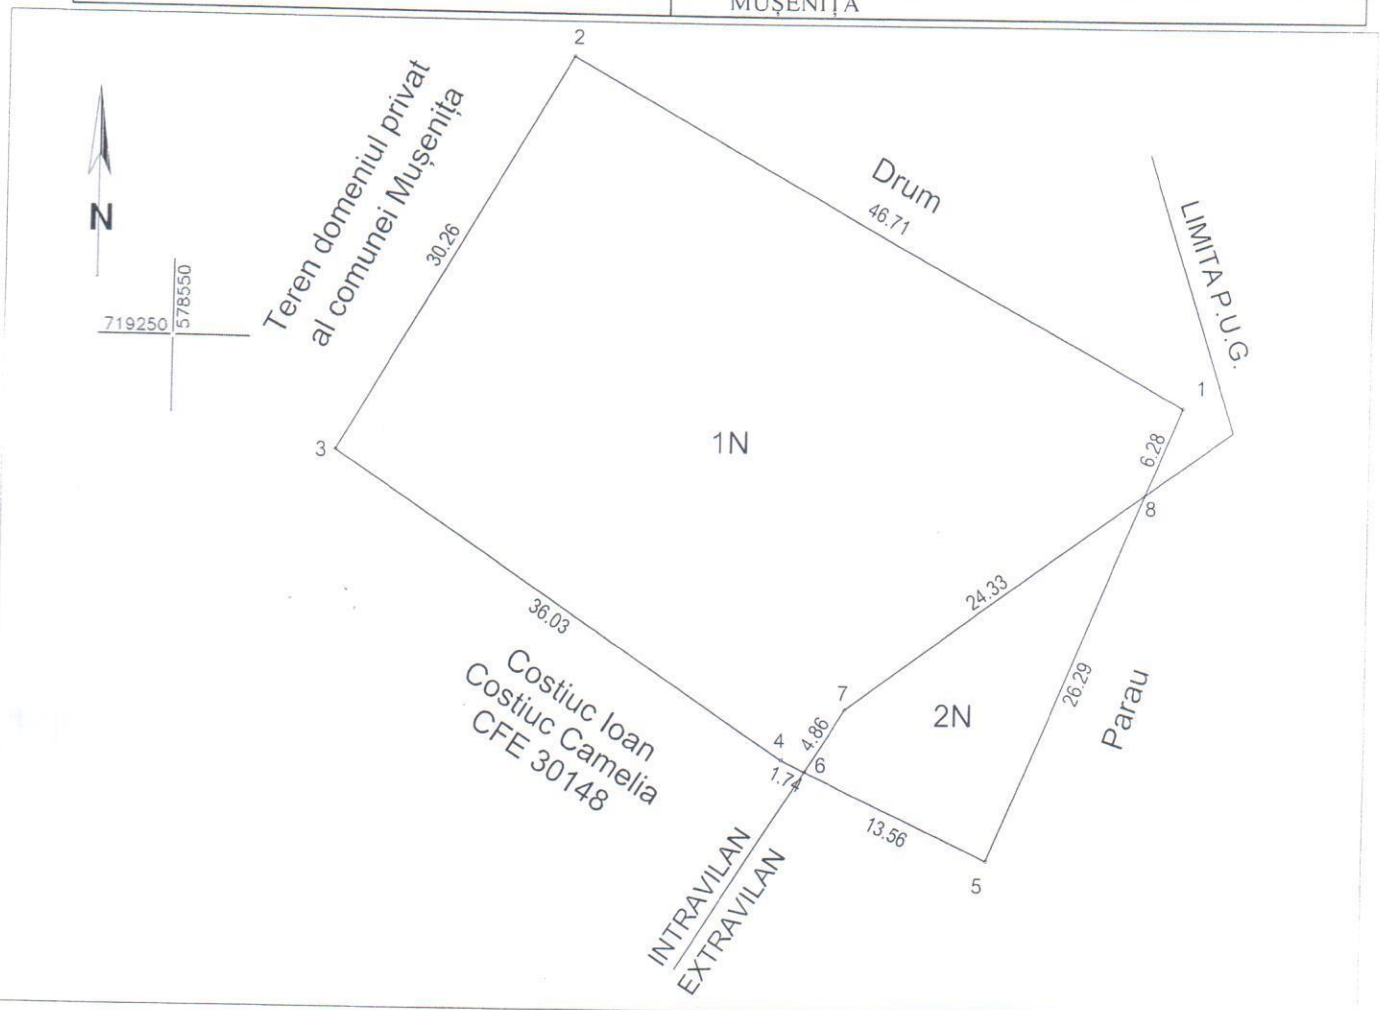 MUȘENIȚA
2
Teren domeniul privat
al comunei Mușenița
Drum
46.71
LIMITA P.U.G.
N
30.26
578550
719250
1
6.28
3
1N
8
24.33
36.03
26.29
Parau
Costiuc Ioan
Costiuc Camelia
CFE 30148
7
2N
4.86
4
6
1.74
13.56
5
INTRAVILAN
EXTRAVILAN